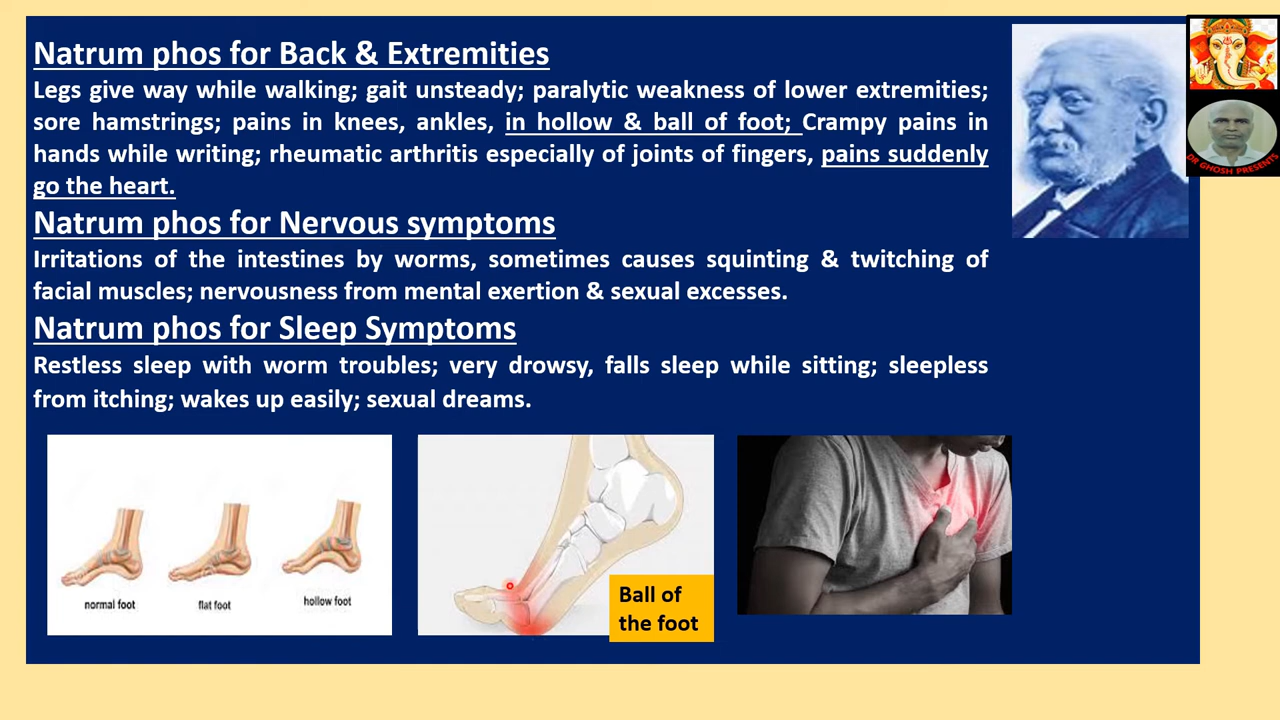 Natrum phos for Back & Extremities
Legs give way while walking; gait unsteady; paralytic weakness of lower extremities;
sore hamstrings; pains in knees, ankles, in hollow & ball of foot; Crampy pains in
hands while writing; rheumatic arthritis especially of joints of fingers, pains suddenly
go the heart.
Natrum phos for Nervous symptoms
Irritations of the intestines by worms, sometimes causes squinting & twitching of
facial muscles; nervousness from mental exertion & sexual excesses.
Natrum phos for Sleep Symptoms
Restless sleep with worm troubles; very drowsy, falls sleep while sitting; sleepless
from itching; wakes up easily; sexual dreams.
normal foot
flat foot
hollow foot
Ball of
the foot
DR GHOSH PRESENTS